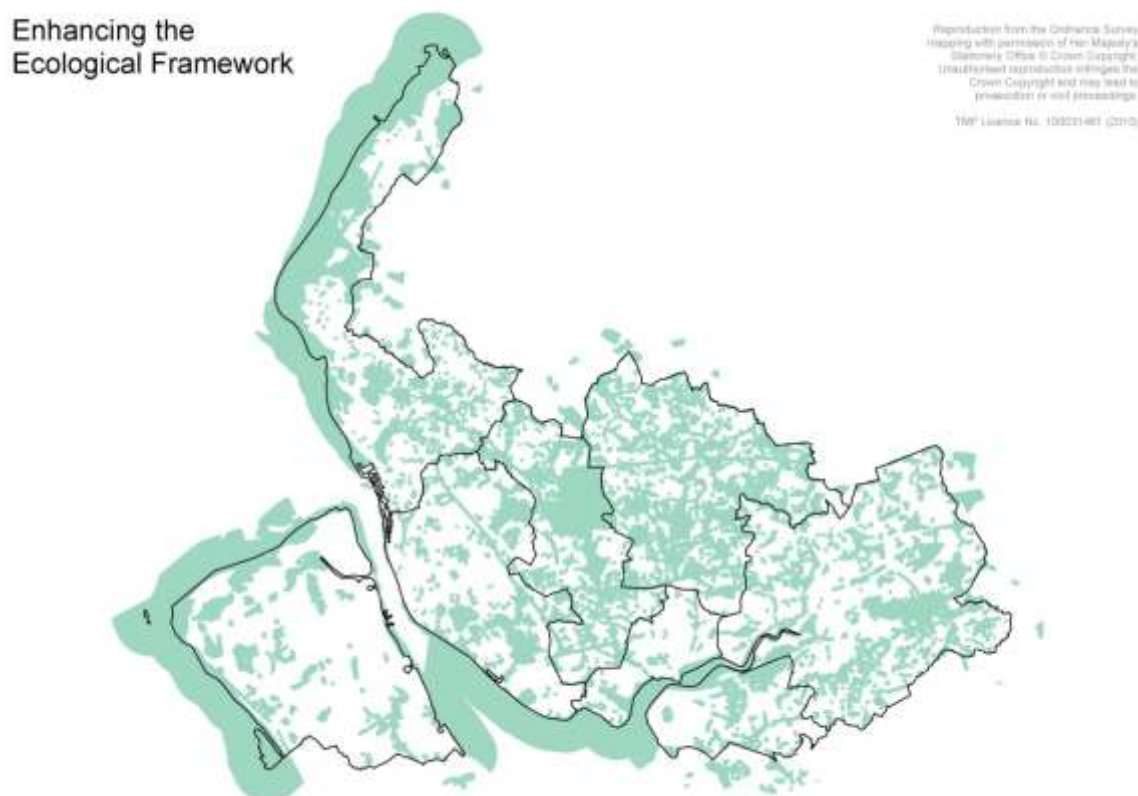 Enhancing the
Ecological Framework
Reproduction from the Ordnance Survey
mapping with permission of Her Majesty's
Stationery Office © Crown Copyright.
Unauthorised reproduction infringes the
Crown Copyright and may lead to
prosecution or civil proceedings.
TMF Licence No. (2010)